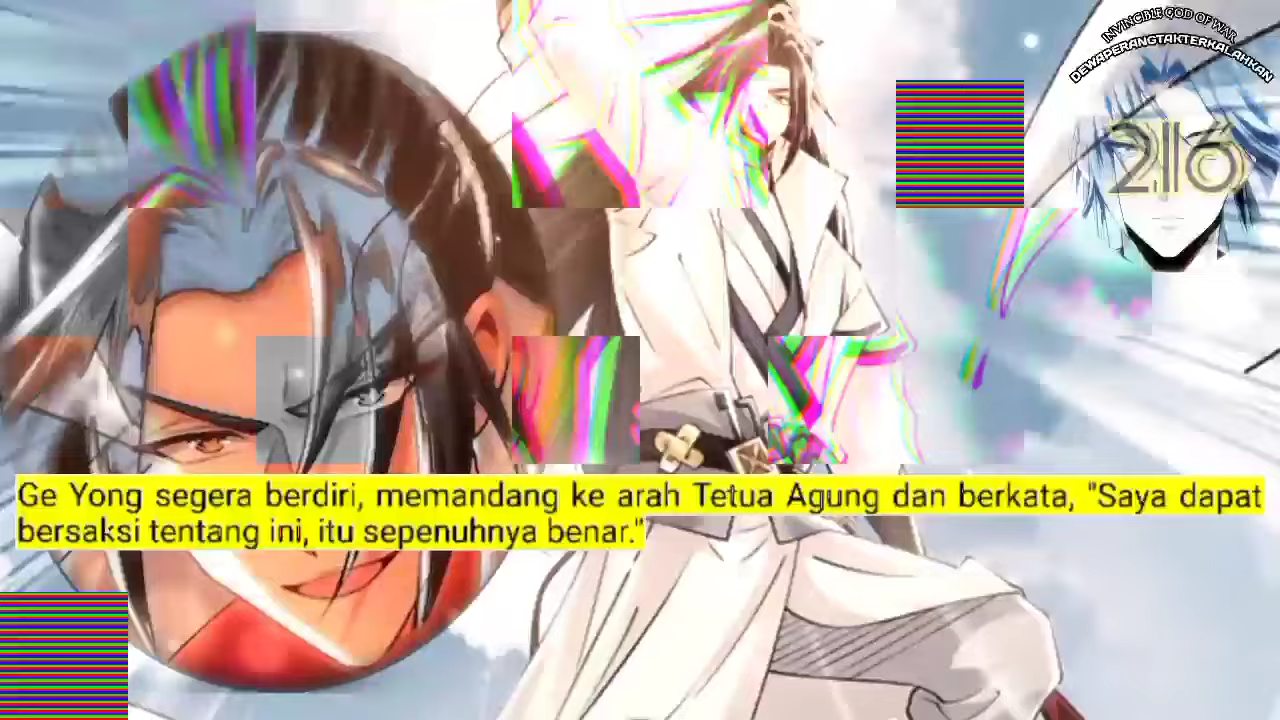 INVINCIBLE GOD OF WAR
DEWAPERANGTAKTERKALAHKAN
216
Ge Yong segera berdiri, memandang ke arah Tetua Agung dan berkata, "Saya dapat
bersaksi tentang ini, itu sepenuhnya benar."